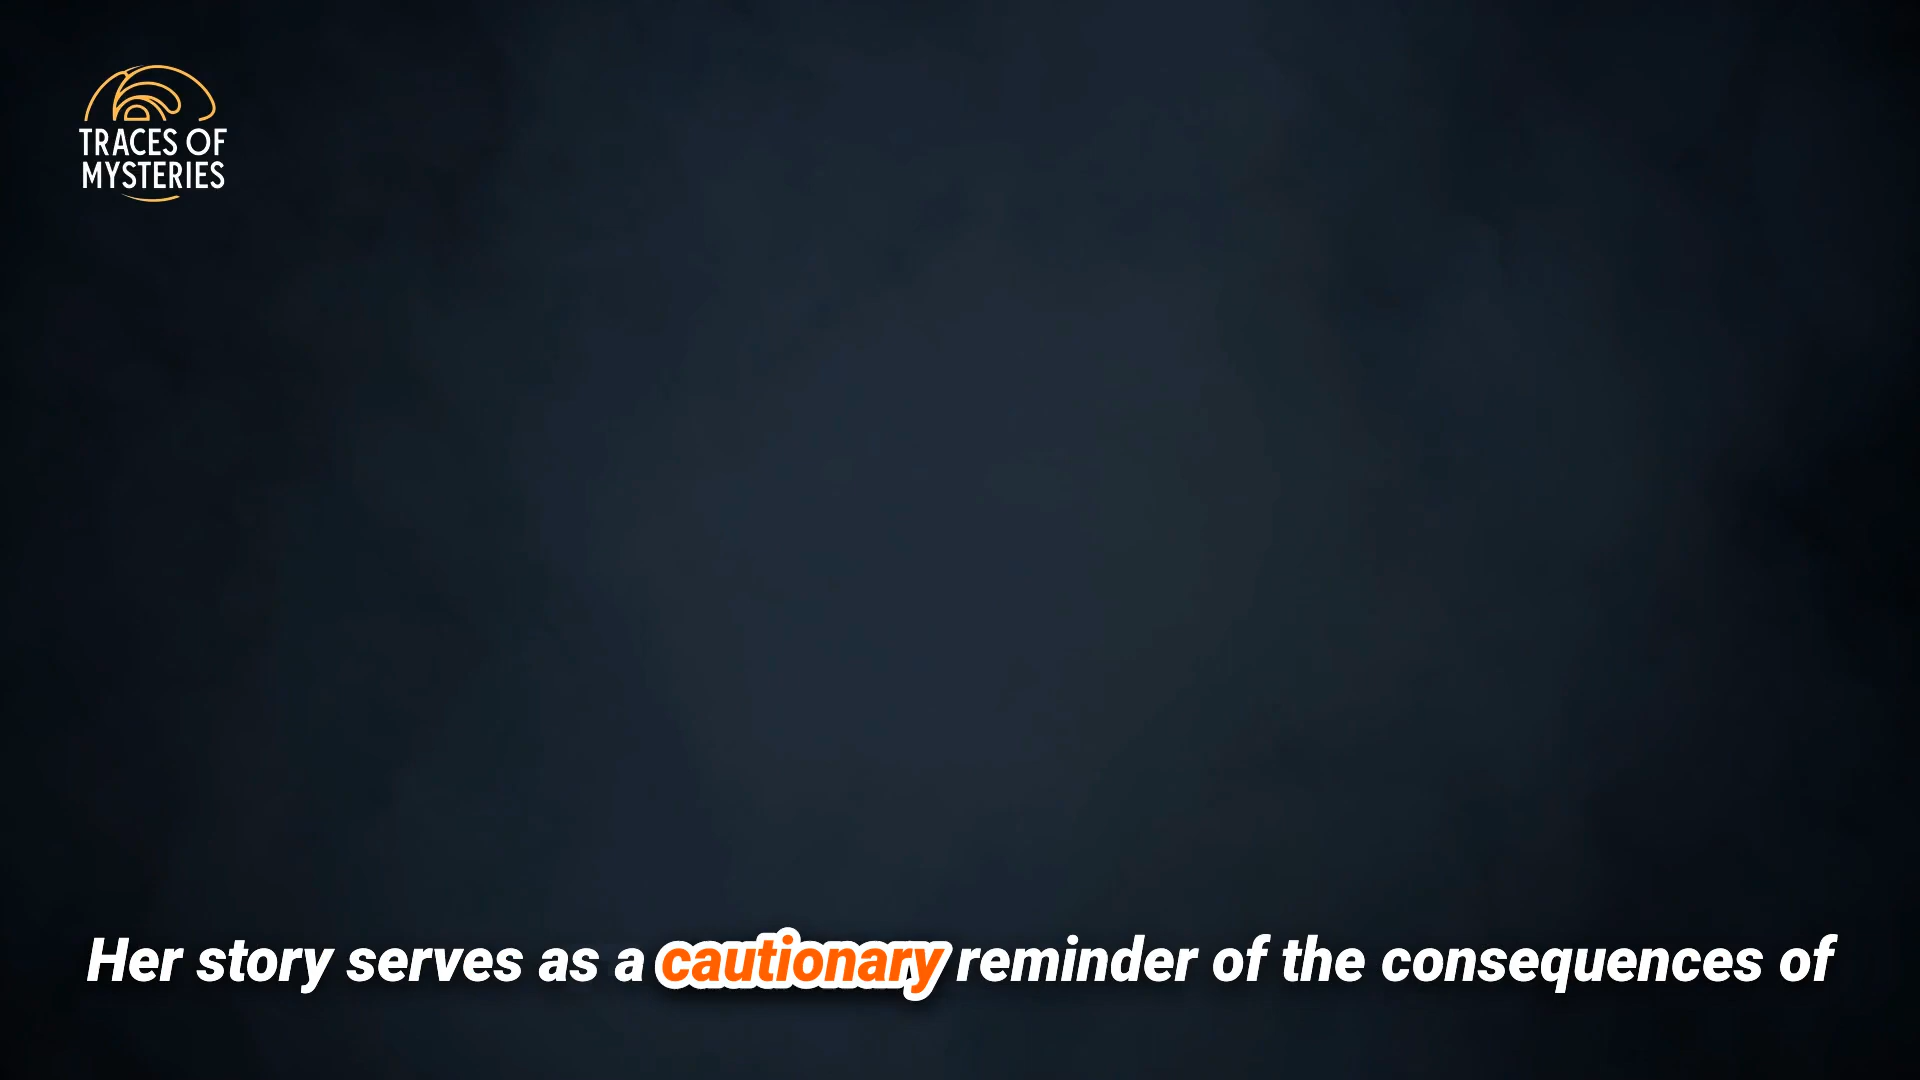 TRACES OF
MYSTERIES
Her story serves as a cautionary reminder of the consequences of